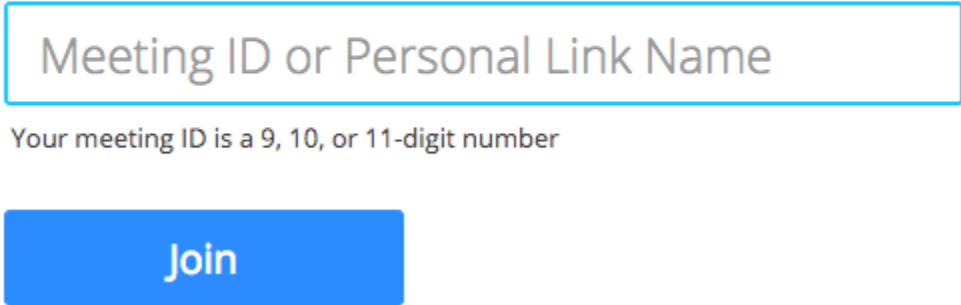 Meeting ID or Personal Link Name
Your meeting ID is a 9, 10, or 11-digit number
Join